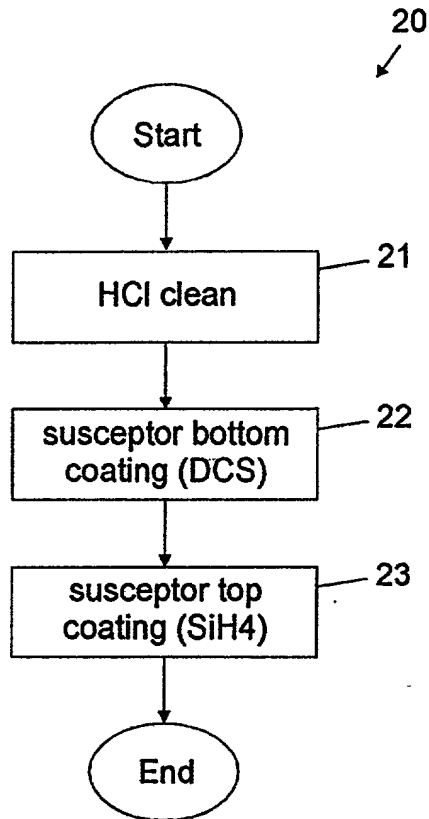 20
Start
21
HCl clean
22
susceptor bottom
coating (DCS)
23
susceptor top
coating (SiH4)
End